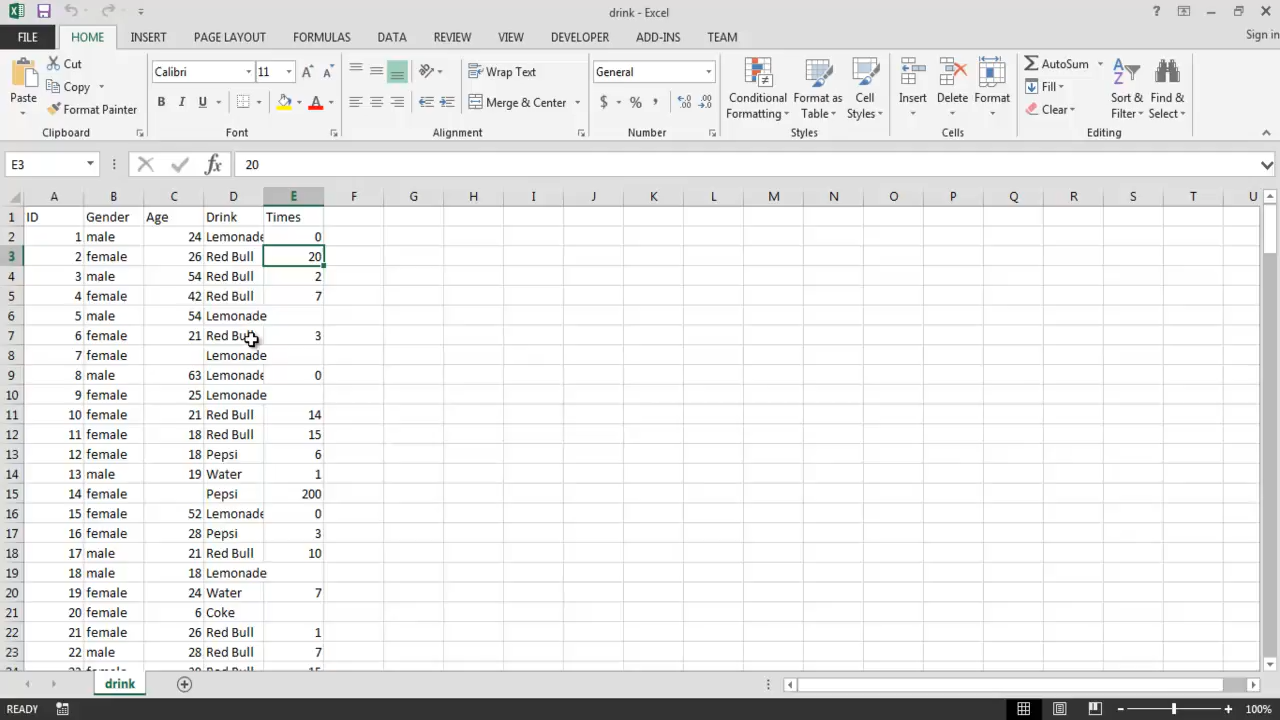 drink - Excel
Sign in
FILE HOME INSERT PAGE LAYOUT FORMULAS DATA REVIEW VIEW DEVELOPER ADD-INS TEAM
Paste
Cut
Copy
Format Painter
Clipboard
Calibri 11
B I U
Font
Wrap Text
Merge & Center
Alignment
General
$ % ,
Number
Conditional Formatting
Format as Table
Cell Styles
Styles
Insert
Delete
Format
Cells
AutoSum
Fill
Clear
Sort & Filter
Find & Select
Editing
E3 fx 20
A B C D E F G H I J K L M N O P Q R S T U
1 ID Gender Age Drink Times
2 1 male 24 Lemonade 0
3 2 female 26 Red Bull 20
4 3 male 54 Red Bull 2
5 4 female 42 Red Bull 7
6 5 male 54 Lemonade
7 6 female 21 Red Bull 3
8 7 female Lemonade
9 8 male 63 Lemonade 0
10 9 female 25 Lemonade
11 10 female 21 Red Bull 14
12 11 female 18 Red Bull 15
13 12 female 18 Pepsi 6
14 13 male 19 Water 1
15 14 female Pepsi 200
16 15 female 52 Lemonade 0
17 16 female 28 Pepsi 3
18 17 male 21 Red Bull 10
19 18 male 18 Lemonade
20 19 female 24 Water 7
21 20 female 6 Coke
22 21 female 26 Red Bull 1
23 22 male 28 Red Bull 7
drink
READY 100%